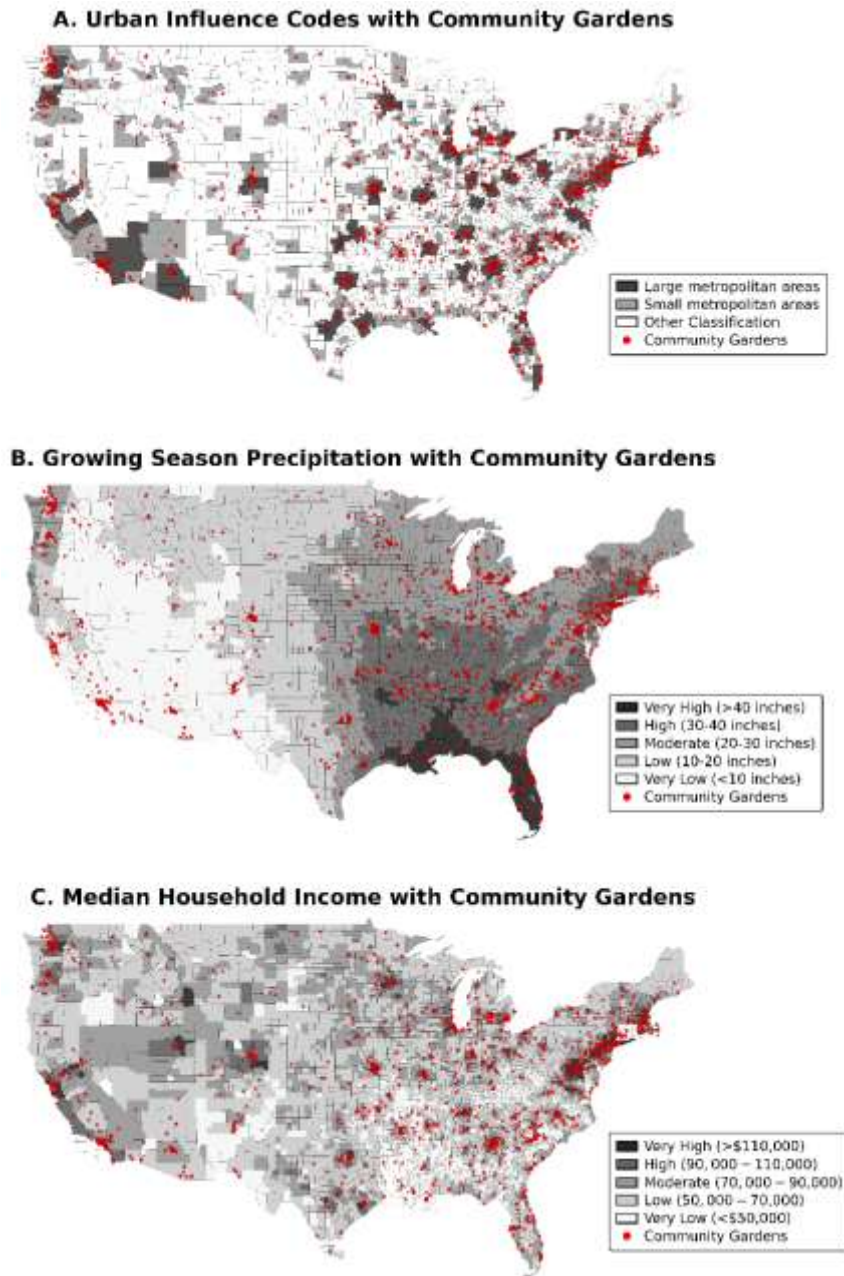 A. Urban Influence Codes with Community Gardens
Large metropolitan areas
Small metropolitan areas
Other Classification
Community Gardens
B. Growing Season Precipitation with Community Gardens
Very High (>40 inches)
High (30-40 inches)
Moderate (20-30 inches)
Low (10-20 inches)
Very Low (<10 inches)
Community Gardens
C. Median Household Income with Community Gardens
Very High (>$110,000)
High (90,000 − 110,000)
Moderate (70,000 − 90,000)
Low (50,000 − 70,000)
Very Low (<$50,000)
Community Gardens